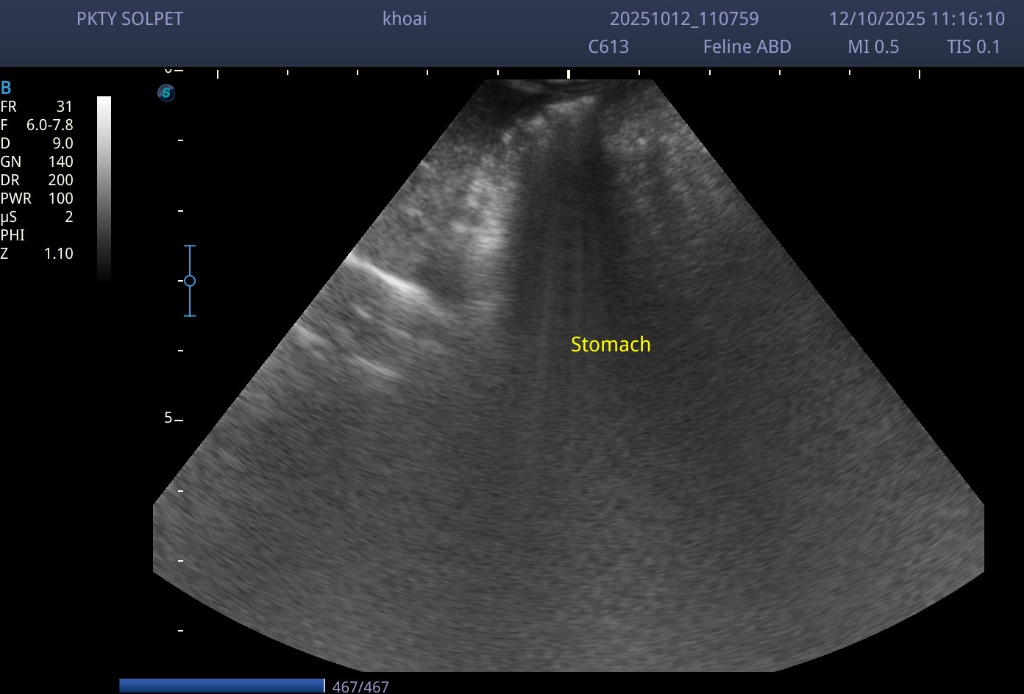 PKTY SOLPET khoai 20251012_110759 12/10/2025 11:16:10
C613 Feline ABD MI 0.5 TIS 0.1
0
B
S
FR 31
F 6.0-7.8
D 9.0
GN 140
DR 200
PWR 100
µS 2
PHI
Z 1.10
Stomach
5
467/467